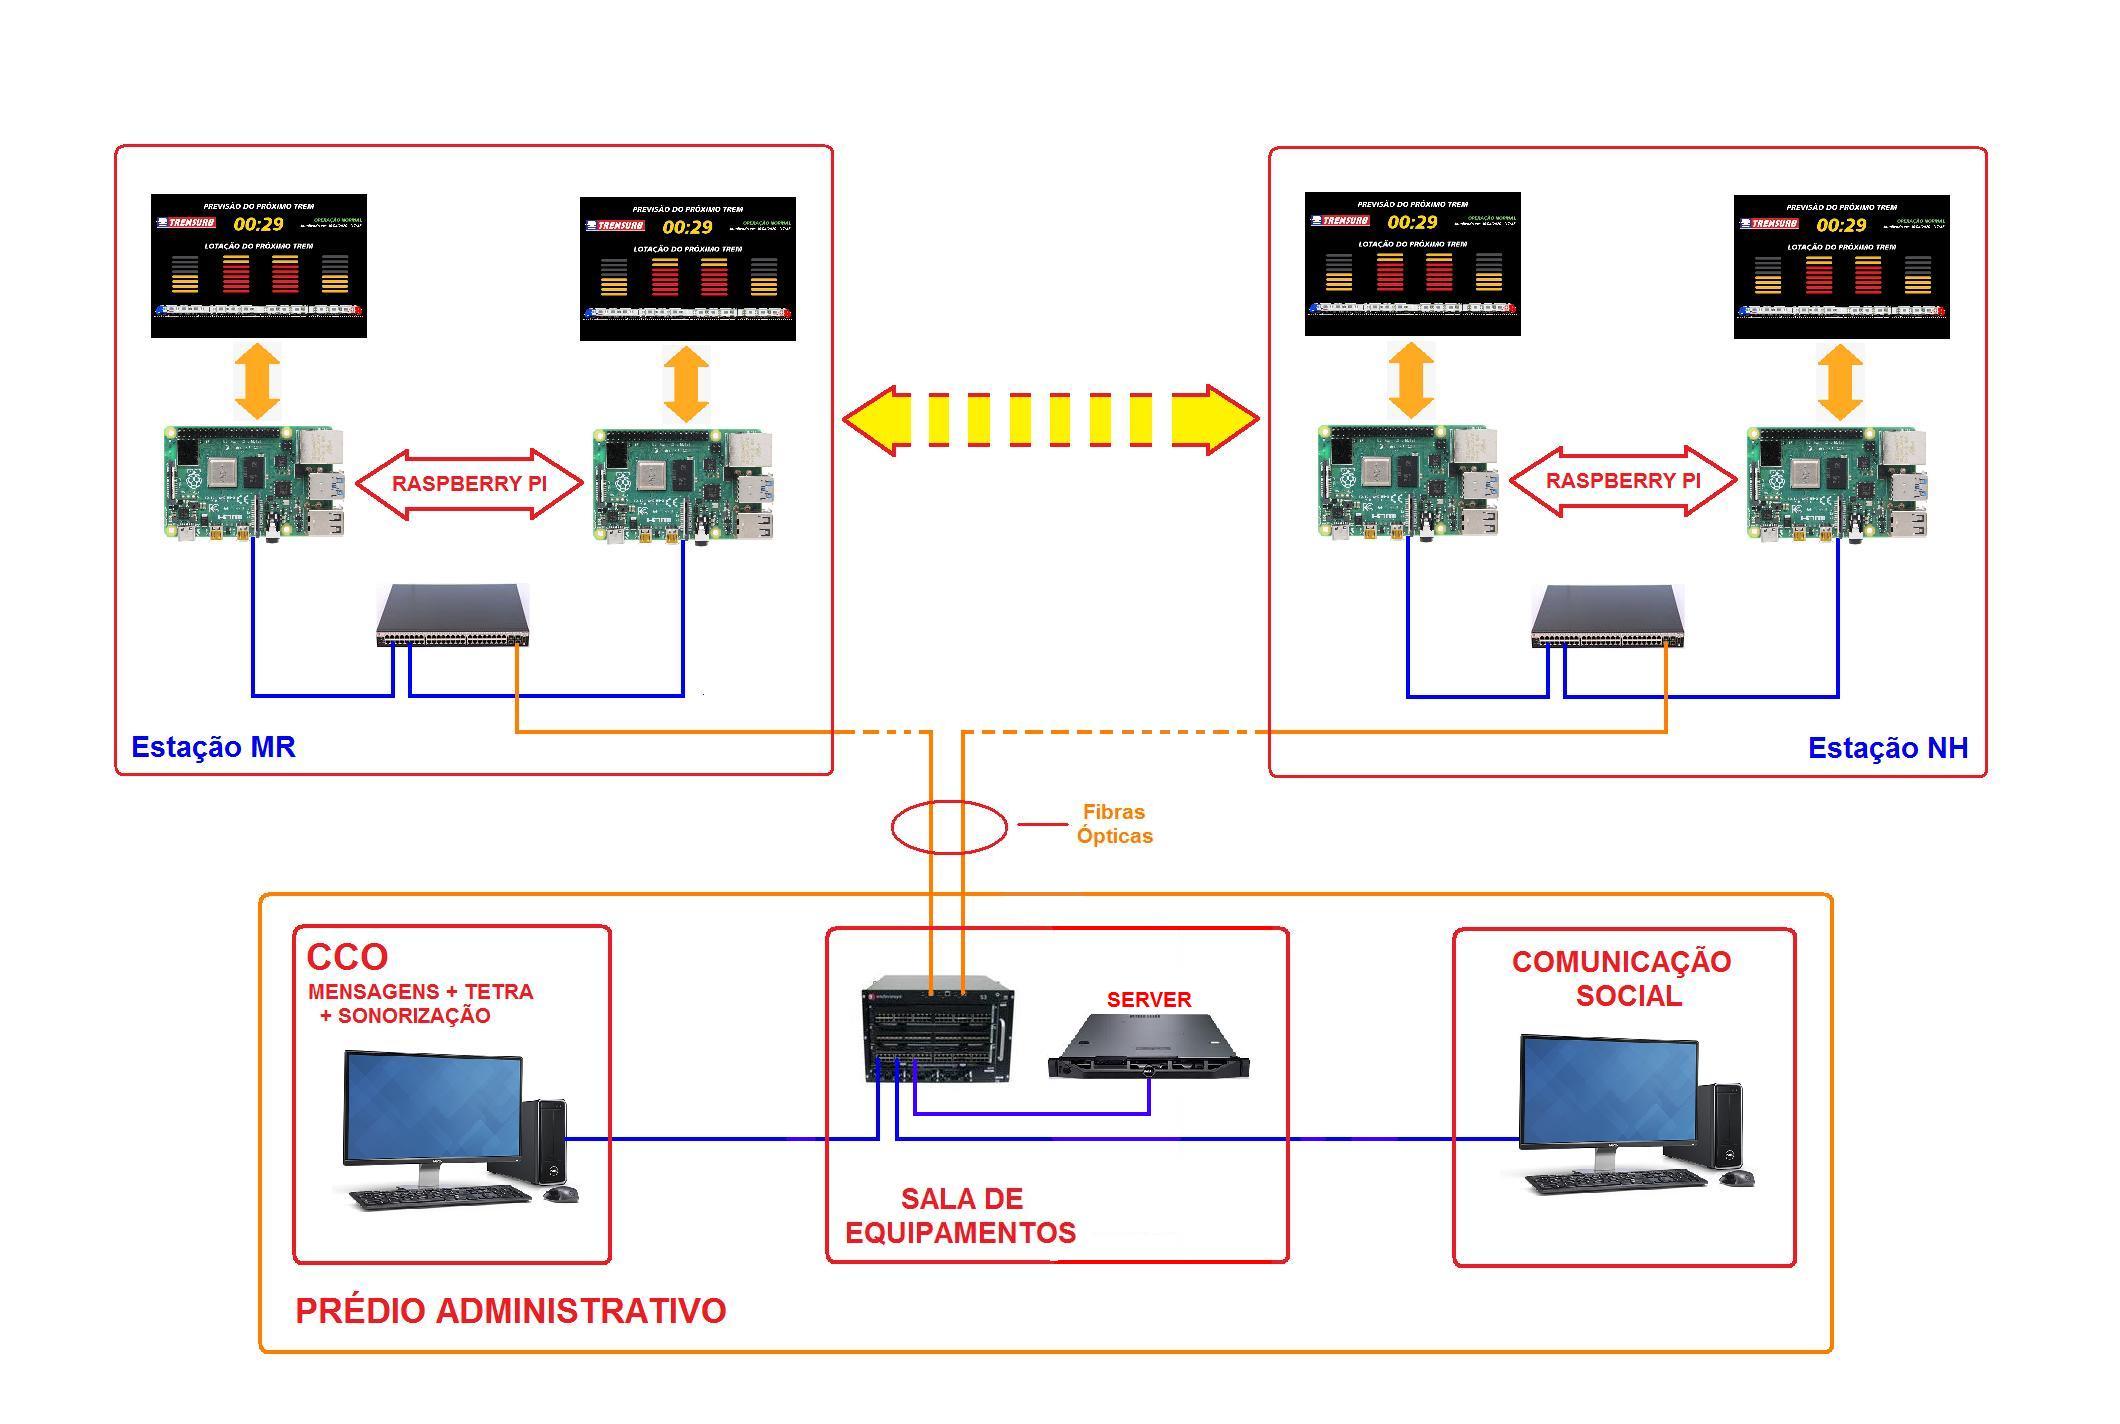 PREVISÃO DO PRÓXIMO TREM
TRENSURB
00:29
OPERAÇÃO NORMAL
LOTAÇÃO DO PRÓXIMO TREM
PREVISÃO DO PRÓXIMO TREM
TRENSURB
00:29
OPERAÇÃO NORMAL
LOTAÇÃO DO PRÓXIMO TREM
PREVISÃO DO PRÓXIMO TREM
TRENSURB
00:29
OPERAÇÃO NORMAL
LOTAÇÃO DO PRÓXIMO TREM
PREVISÃO DO PRÓXIMO TREM
TRENSURB
00:29
OPERAÇÃO NORMAL
LOTAÇÃO DO PRÓXIMO TREM
RASPBERRY PI
RASPBERRY PI
Estação MR
Estação NH
Fibras
Ópticas
CCO
MENSAGENS + TETRA
+ SONORIZAÇÃO
SERVER
SALA DE
EQUIPAMENTOS
COMUNICAÇÃO
SOCIAL
PRÉDIO ADMINISTRATIVO